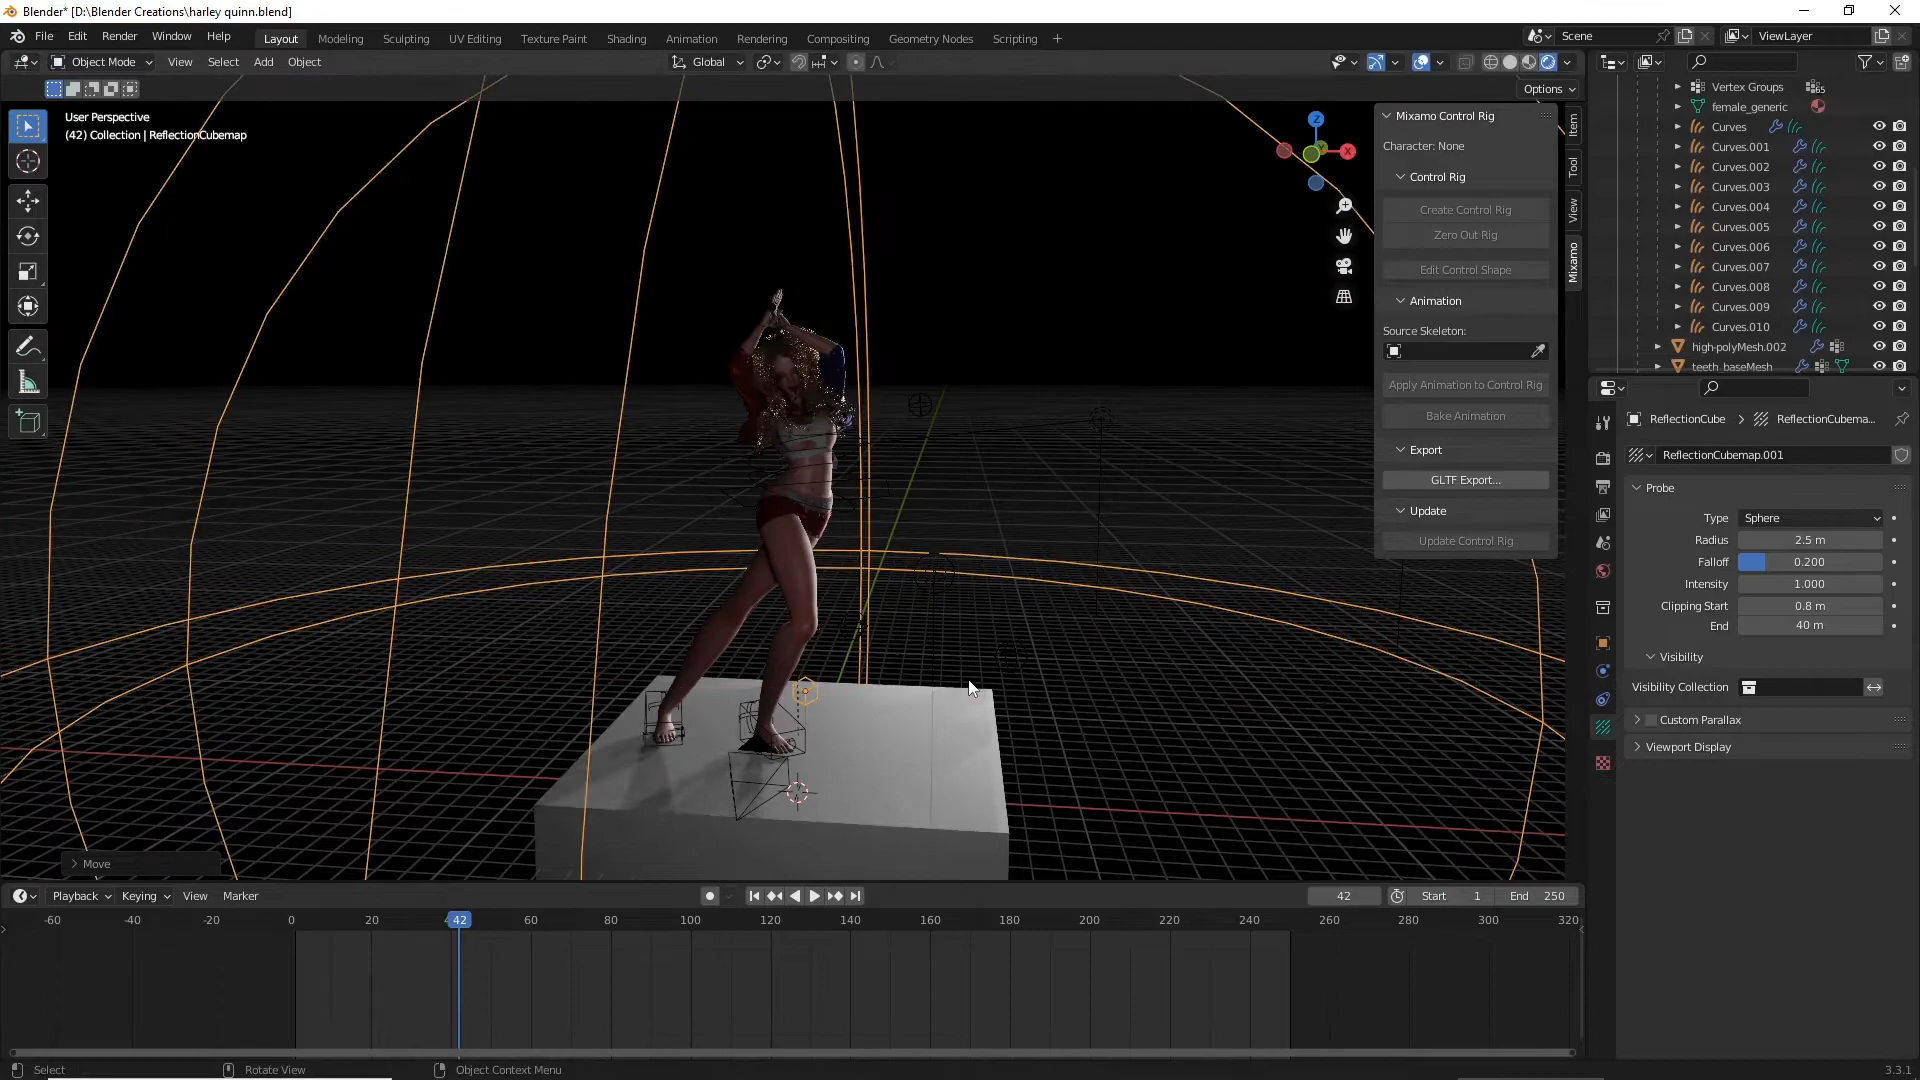 Blender* [D:\Blender Creations\harley quinn.blend]
File Edit Render Window Help
Layout Modeling Sculpting UV Editing Texture Paint Shading Animation Rendering Compositing Geometry Nodes Scripting +
Scene
ViewLayer
Object Mode View Select Add Object
Global
Options
User Perspective
(42) Collection | ReflectionCubemap
Z
X
Mixamo Control Rig
Character: None
Control Rig
Create Control Rig
Zero Out Rig
Edit Control Shape
Animation
Source Skeleton:
Apply Animation to Control Rig
Bake Animation
Export
GLTF Export...
Update
Update Control Rig
Item
Tool
View
Mixamo
Vertex Groups
65
female_generic
Curves
Curves.001
Curves.002
Curves.003
Curves.004
Curves.005
Curves.006
Curves.007
Curves.008
Curves.009
Curves.010
high-polyMesh.002
teeth_baseMesh
ReflectionCube
ReflectionCubema...
ReflectionCubemap.001
Probe
Type Sphere
Radius 2.5 m
Falloff 0.200
Intensity 1.000
Clipping Start 0.8 m
End 40 m
Visibility
Visibility Collection
Custom Parallax
Viewport Display
Move
Playback Keying View Marker
42
Start 1
End 250
-60 -40 -20 0 20 42 60 80 100 120 140 160 180 200 220 240 260 280 300 320
Select
Rotate View
Object Context Menu
3.3.1